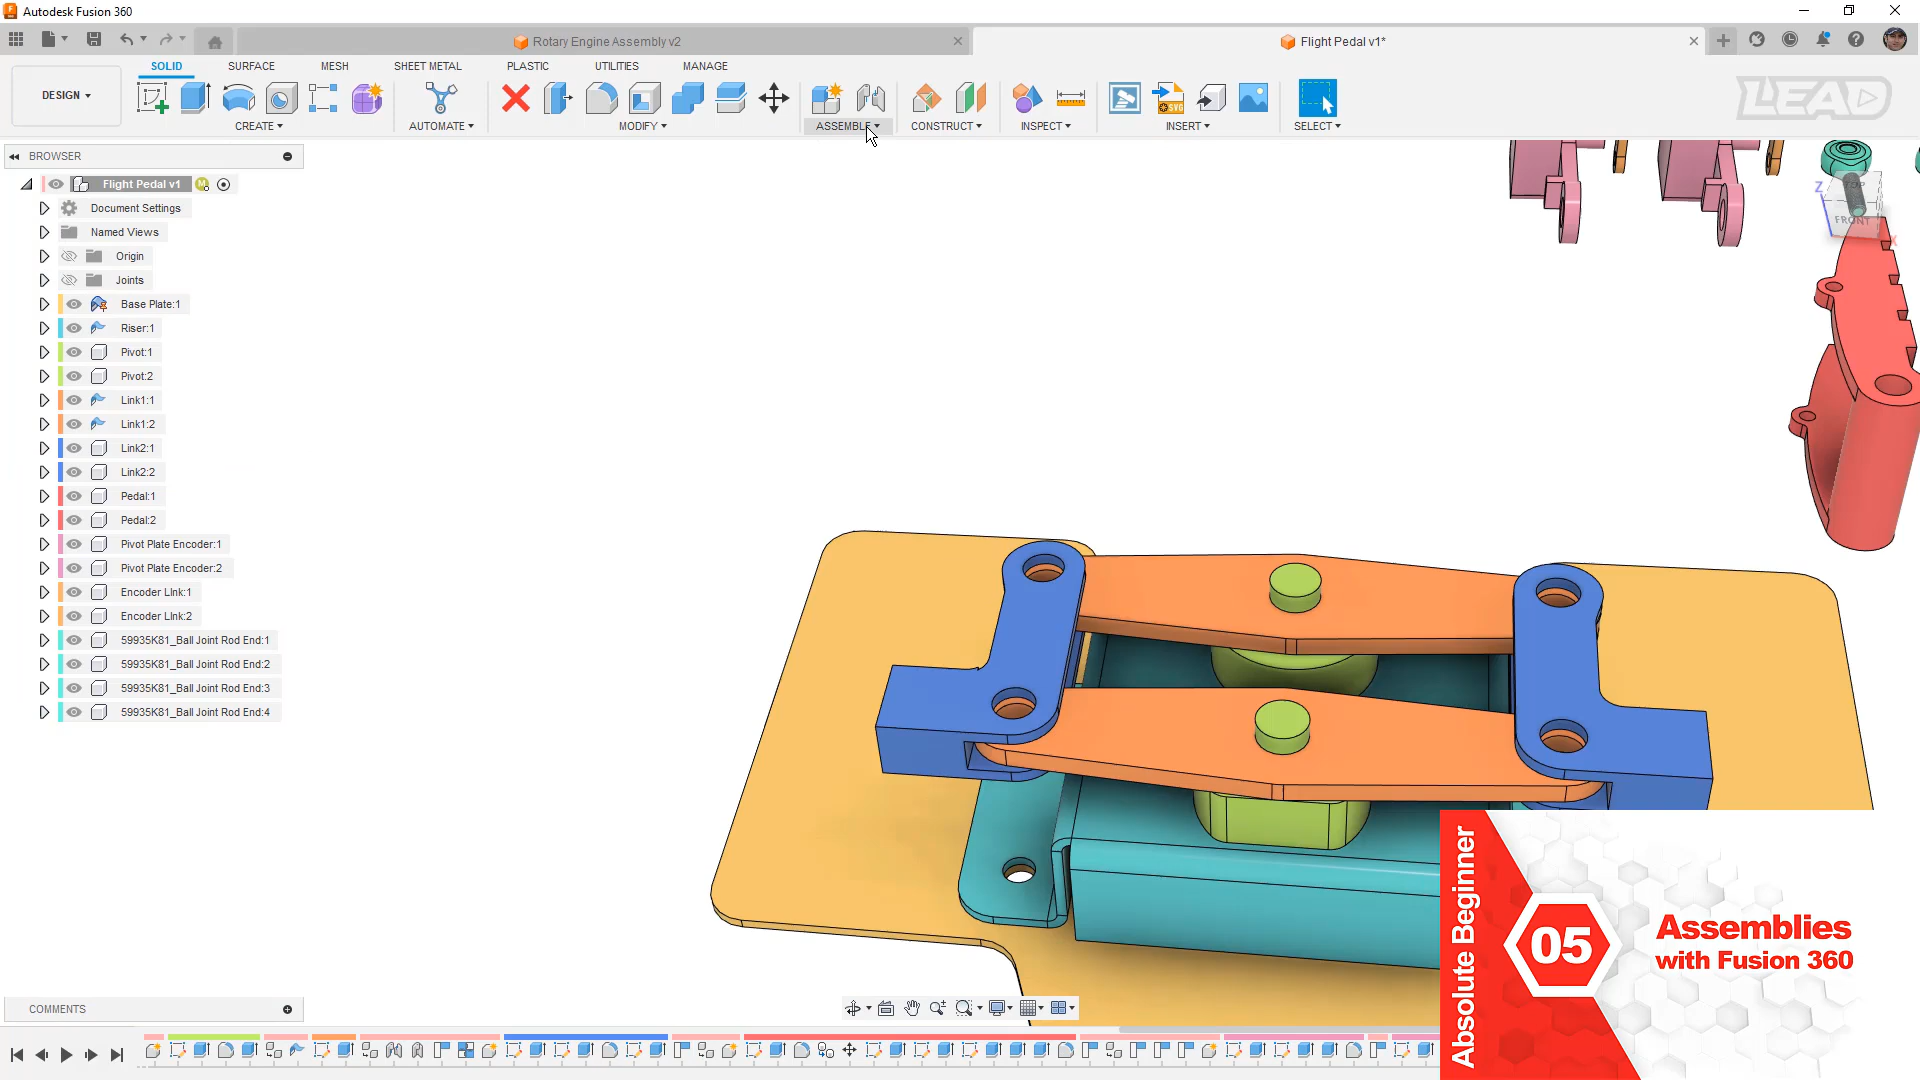 Autodesk Fusion 360
Rotary Engine Assembly v2
Flight Pedal v1*
DESIGN
SOLID SURFACE MESH SHEET METAL PLASTIC UTILITIES MANAGE
CREATE AUTOMATE MODIFY ASSEMBLE CONSTRUCT INSPECT INSERT SELECT
SVG
LEAD
BROWSER
Flight Pedal v1
Document Settings
Named Views
Origin
Joints
Base Plate:1
Riser:1
Pivot:1
Pivot:2
Link1:1
Link1:2
Link2:1
Link2:2
Pedal:1
Pedal:2
Pivot Plate Encoder:1
Pivot Plate Encoder:2
Encoder LInk:1
Encoder LInk:2
59935K81_Ball Joint Rod End:1
59935K81_Ball Joint Rod End:2
59935K81_Ball Joint Rod End:3
59935K81_Ball Joint Rod End:4
Z
TOP
FRONT
X
COMMENTS
Absolute Beginner
05
Assemblies
with Fusion 360